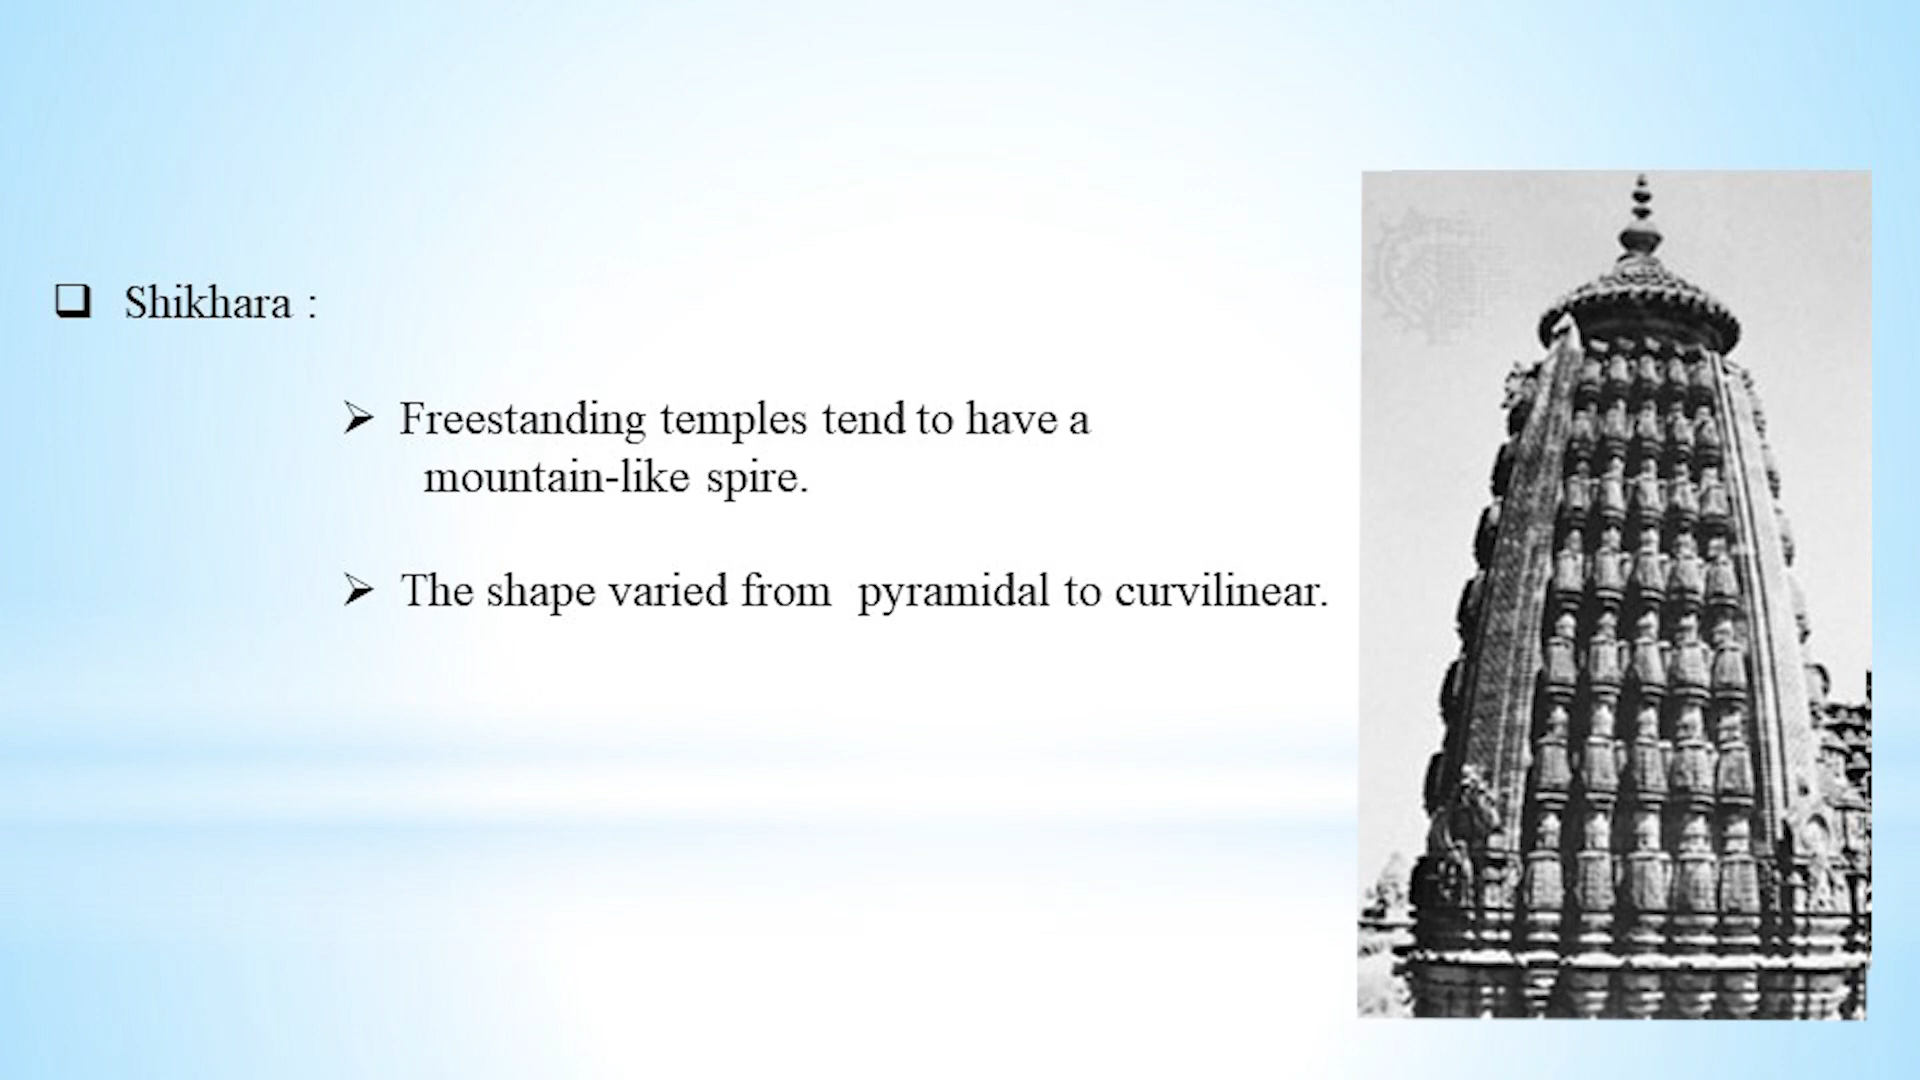 Shikhara :
Freestanding temples tend to have a
mountain-like spire.
The shape varied from pyramidal to curvilinear.